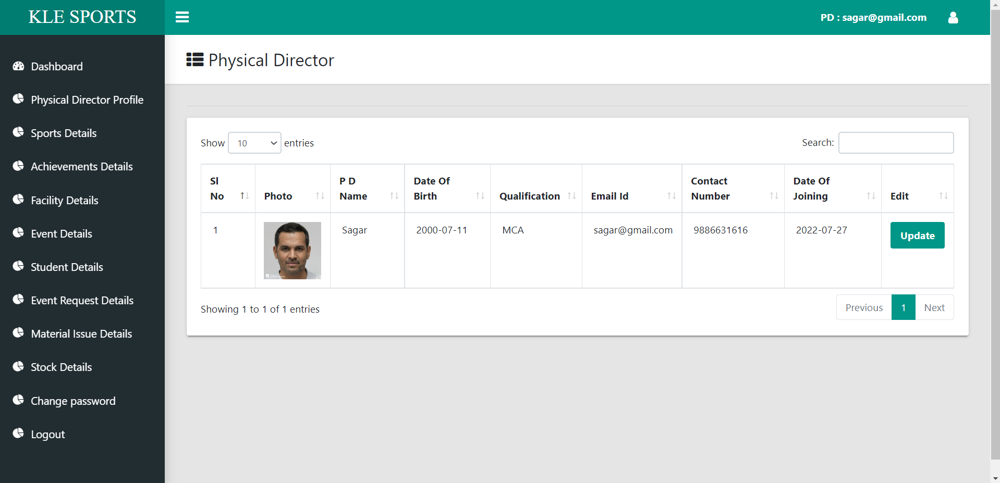 KLE SPORTS
PD : sagar@gmail.com
Dashboard
Physical Director Profile
Sports Details
Achievements Details
Facility Details
Event Details
Student Details
Event Request Details
Material Issue Details
Stock Details
Change password
Logout
Physical Director
Show 10 entries
Search:
Sl No
Photo
P D Name
Date Of Birth
Qualification
Email Id
Contact Number
Date Of Joining
Edit
1
Sagar
2000-07-11
MCA
sagar@gmail.com
9886631616
2022-07-27
Update
Showing 1 to 1 of 1 entries
Previous
1
Next